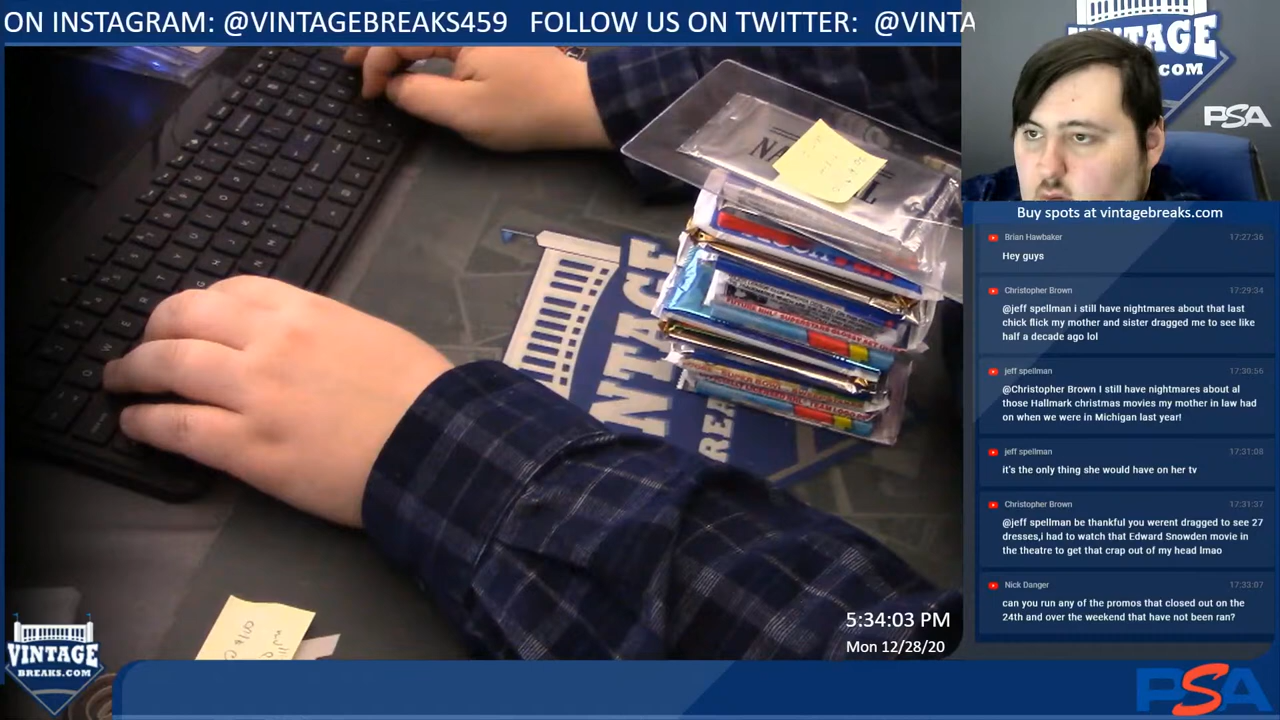 ON INSTAGRAM: @VINTAGEBREAKS459 FOLLOW US ON TWITTER: @VINTA
VINTAGE
.COM
PSA
Buy spots at vintagebreaks.com
Brian Hawbaker 17:27:36
Hey guys
Christopher Brown 17:29:34
@jeff spellman i still have nightmares about that last
chick flick my mother and sister dragged me to see like
half a decade ago lol
jeff spellman 17:30:56
@Christopher Brown I still have nightmares about al
those Hallmark christmas movies my mother in law had
on when we were in Michigan last year!
jeff spellman 17:31:08
it's the only thing she would have on her tv
Christopher Brown 17:31:37
@jeff spellman be thankful you werent dragged to see 27
dresses,i had to watch that Edward Snowden movie in
the theatre to get that crap out of my head lmao
Nick Danger 17:33:07
can you run any of the promos that closed out on the
24th and over the weekend that have not been ran?
VINTAGE
5:34:03 PM
Mon 12/28/20
VINTAGE
BREAKS.COM
PSA